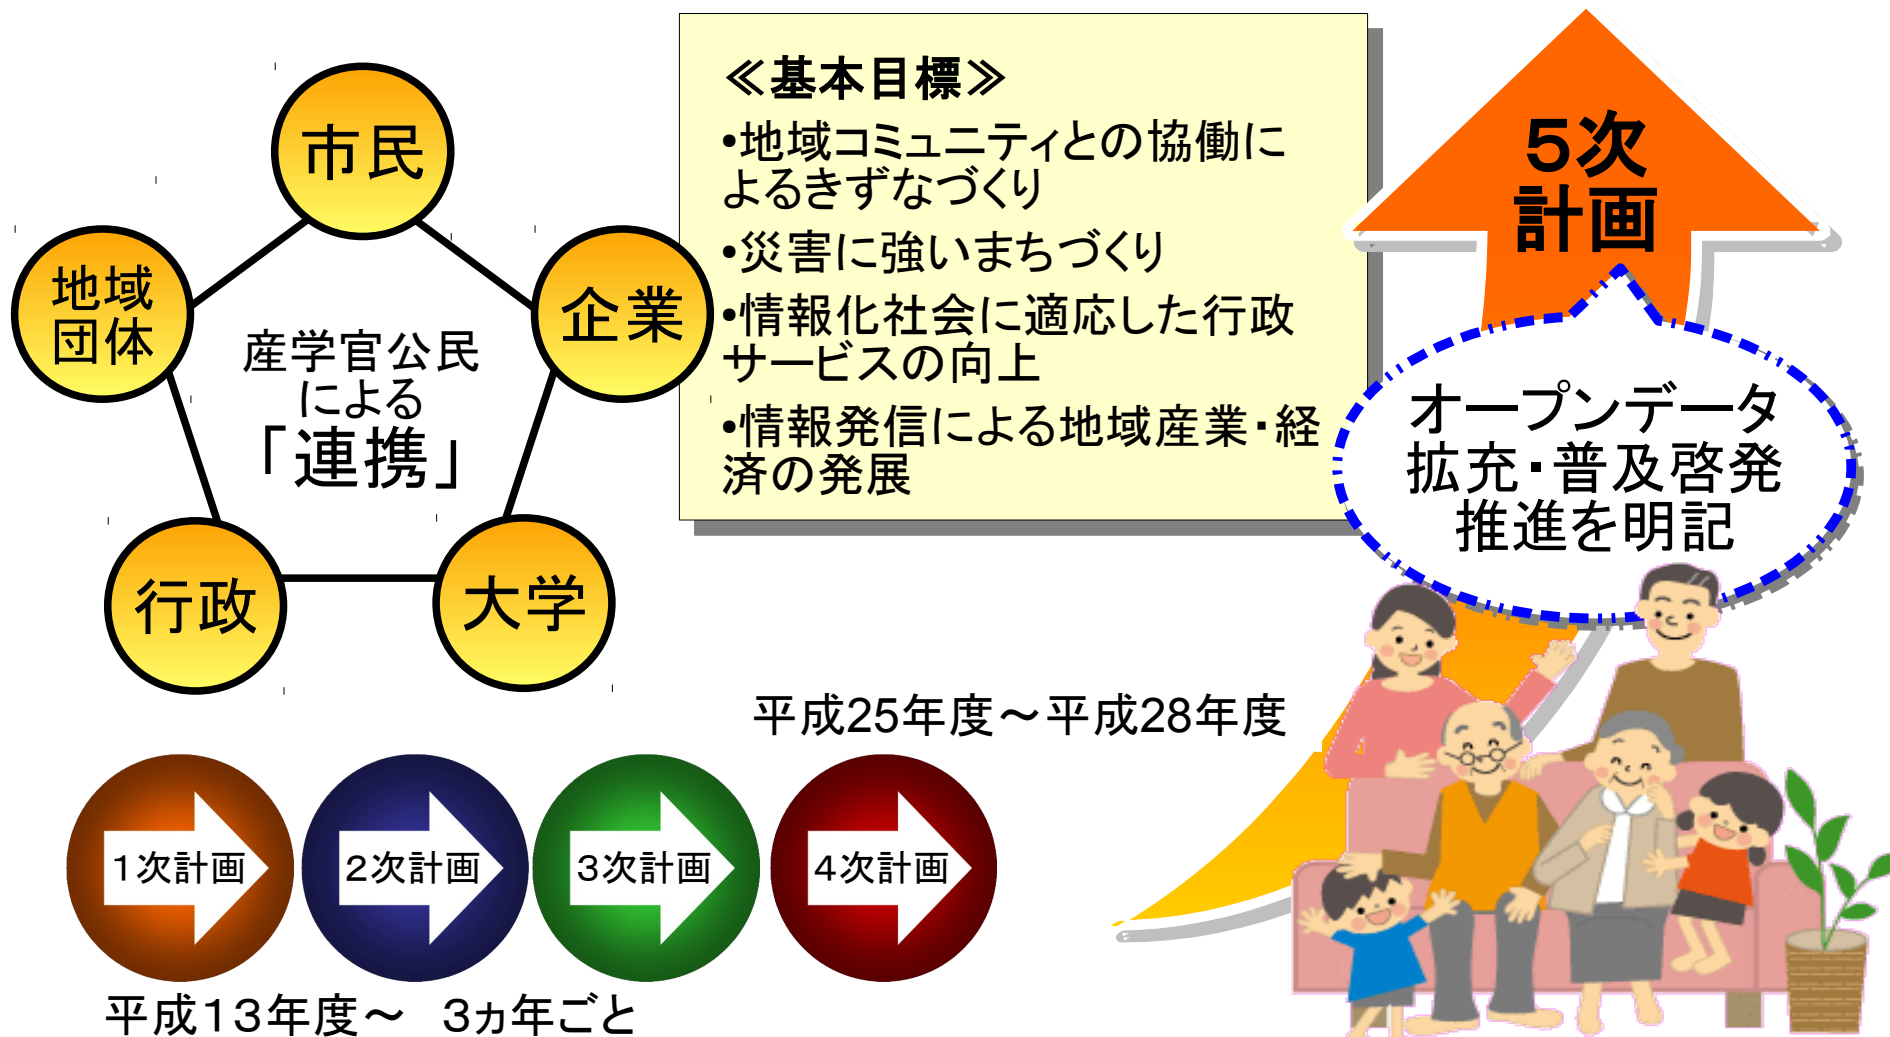 市民
地域
団体
企業
産学官公民
による
「連携」
行政
大学
≪基本目標≫
•地域コミュニティとの協働に
よるきずなづくり
•災害に強いまちづくり
•情報化社会に適応した行政
サービスの向上
•情報発信による地域産業・経
済の発展
５次
計画
オープンデータ
拡充・普及啓発
推進を明記
平成25年度～平成28年度
１次計画
２次計画
３次計画
４次計画
平成１３年度～　３ヵ年ごと